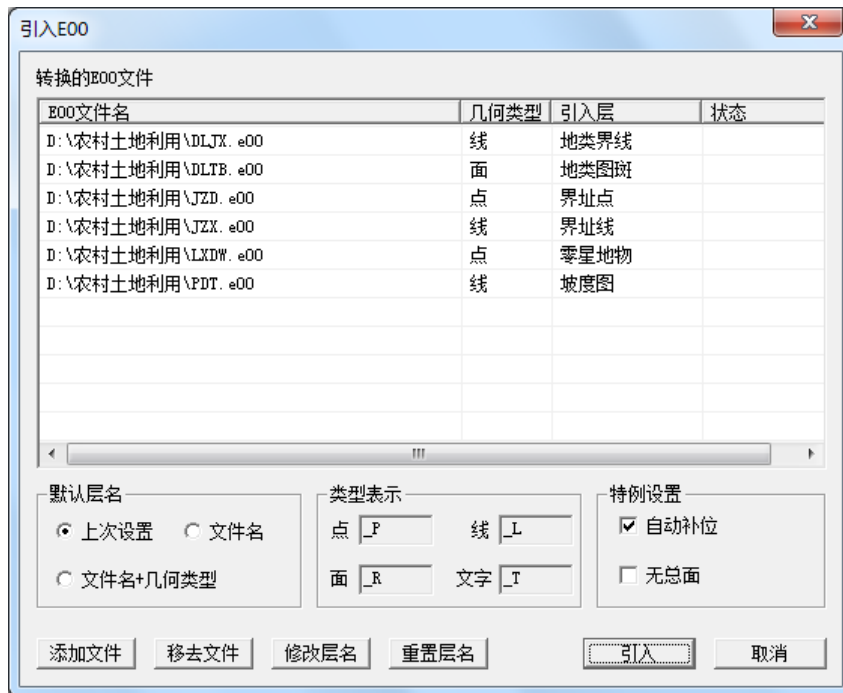 引入E00
转换的E00文件
E00文件名 几何类型 引入层 状态
D:\农村土地利用\DLJX.e00 线 地类界线
D:\农村土地利用\DLTB.e00 面 地类图斑
D:\农村土地利用\JZD.e00 点 界址点
D:\农村土地利用\JZX.e00 线 界址线
D:\农村土地利用\LXDW.e00 点 零星地物
D:\农村土地利用\PDT.e00 线 坡度图
默认层名 类型表示 特例设置
上次设置 文件名 点 _P 线 _L 自动补位
文件名+几何类型 面 _R 文字 _T 无总面
添加文件 移去文件 修改层名 重置层名 引入 取消